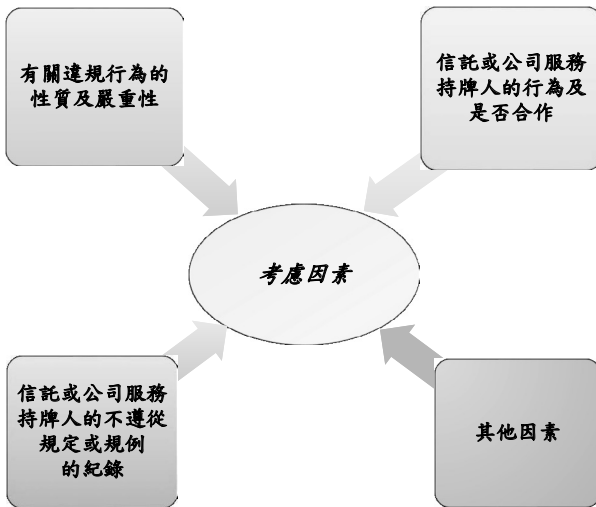 有關違規行為的
性質及嚴重性
信託或公司服務
持牌人的行為及
是否合作
考慮因素
信託或公司服務
持牌人的不遵從
規定或規例
的紀錄
其他因素